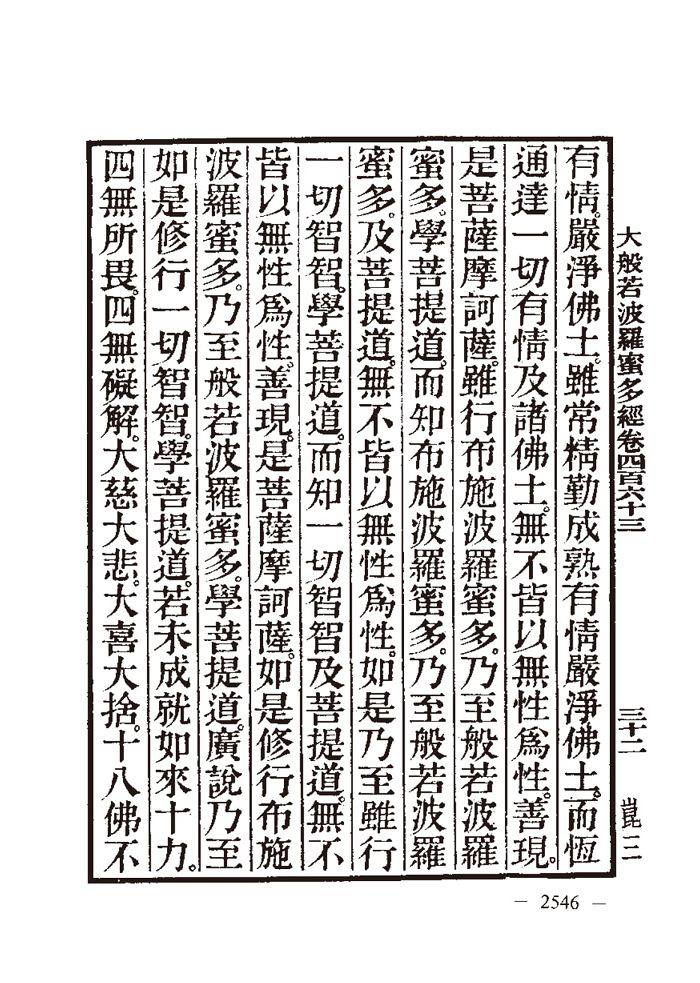 大般若波羅蜜多經卷四百六十三 三十二 崑三
有情。嚴淨佛土。雖常精勤成熟有情嚴淨佛土。而恆
通達一切有情及諸佛土。無不皆以無性爲性。善現。
是菩薩摩訶薩。雖行布施波羅蜜多。乃至般若波羅
蜜多。學菩提道。而知布施波羅蜜多。乃至般若波羅
蜜多。及菩提道。無不皆以無性爲性。如是乃至雖行
一切智智。學菩提道。而知一切智智及菩提道。無不
皆以無性爲性。善現。是菩薩摩訶薩。如是修行布施
波羅蜜多。乃至般若波羅蜜多。學菩提道。廣說乃至
如是修行一切智智。學菩提道。若未成就如來十力。
四無所畏。四無礙解。大慈大悲。大喜大捨。十八佛不
— 2546 —